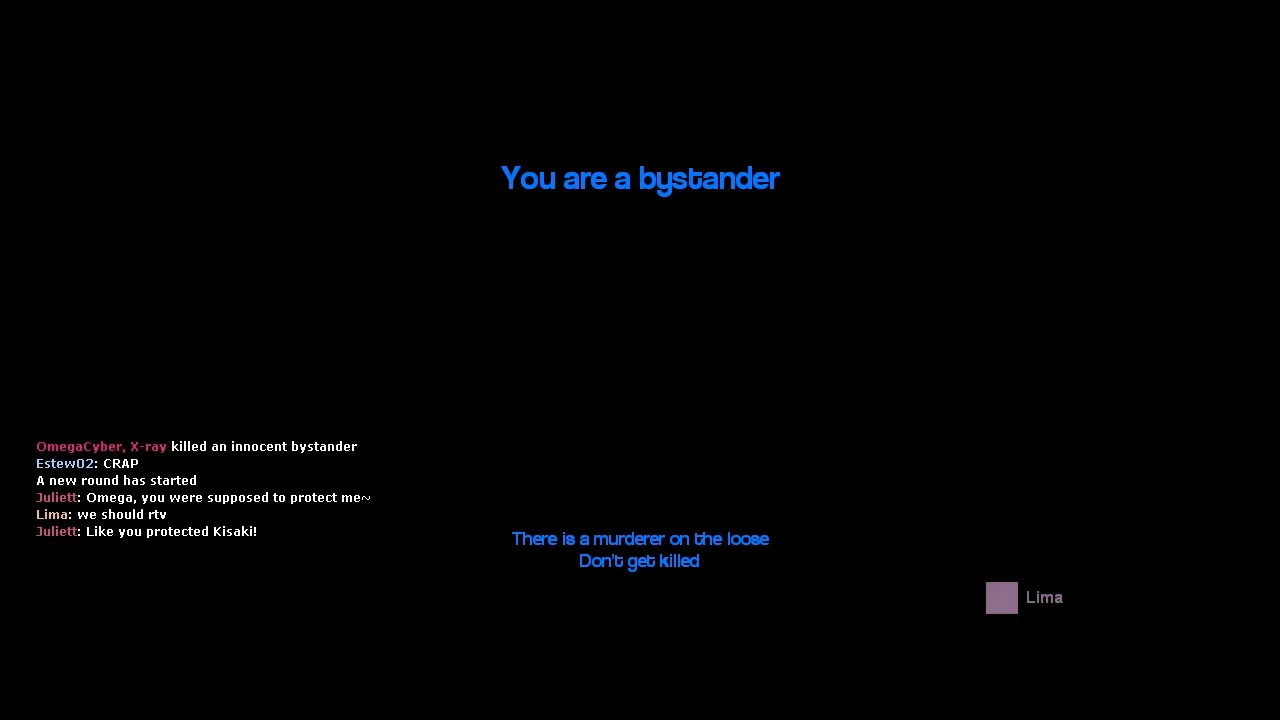 You are a bystander
OmegaCyber, X-ray killed an innocent bystander
Estew02: CRAP
A new round has started
Juliett: Omega, you were supposed to protect me~
Lima: we should rtv
Juliett: Like you protected Kisaki!
There is a murderer on the loose
Don't get killed
Lima